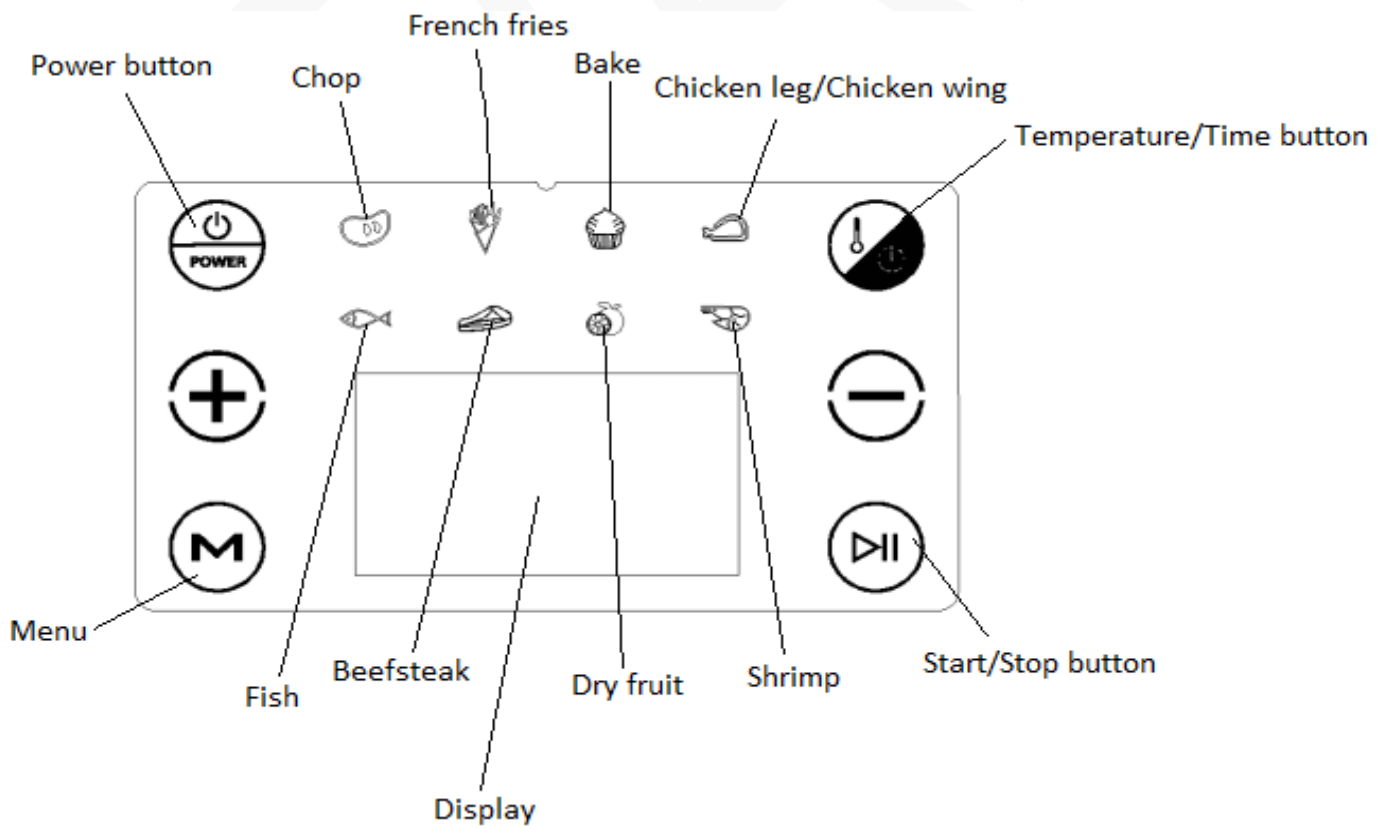 French fries
Power button
Chop
Bake
Chicken leg/Chicken wing
Temperature/Time button
POWER
M
Menu
Fish
Beefsteak
Dry fruit
Shrimp
Start/Stop button
Display